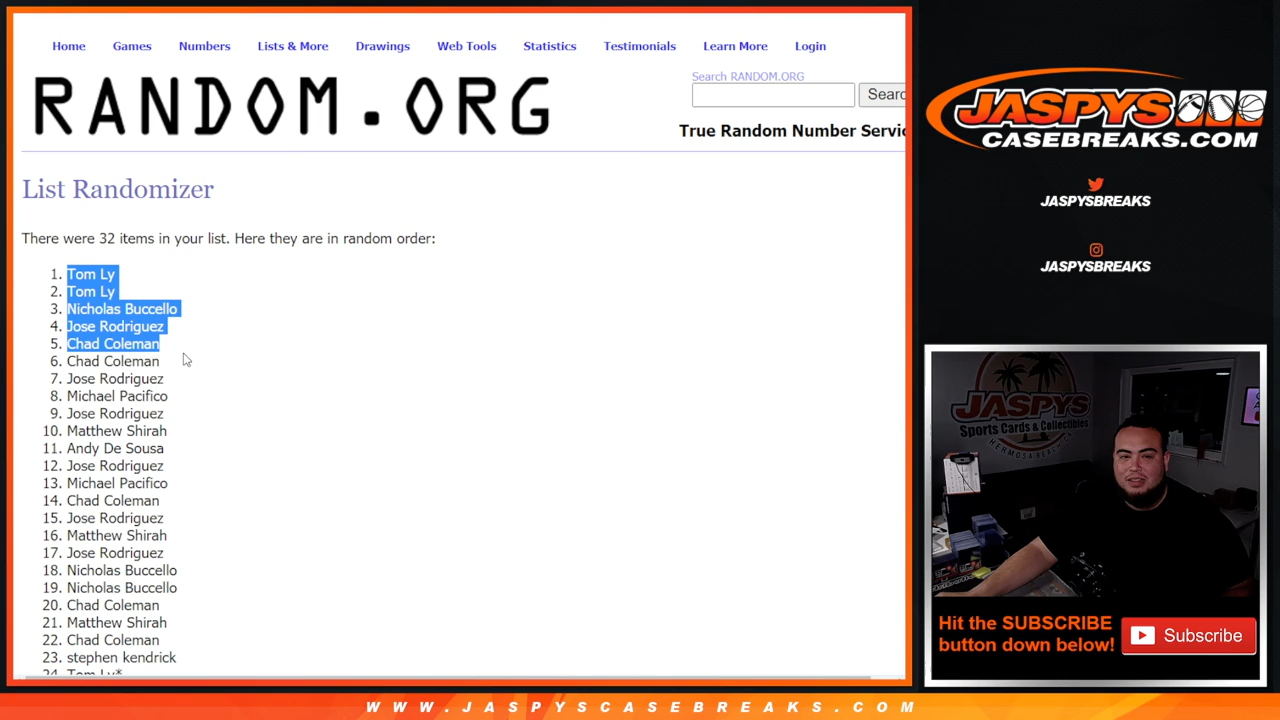 Home Games Numbers Lists & More Drawings Web Tools Statistics Testimonials Learn More Login
Search RANDOM.ORG
RANDOM.ORG
True Random Number Servic
List Randomizer
There were 32 items in your list. Here they are in random order:
1. Tom Ly
2. Tom Ly
3. Nicholas Buccello
4. Jose Rodriguez
5. Chad Coleman
6. Chad Coleman
7. Jose Rodriguez
8. Michael Pacifico
9. Jose Rodriguez
10. Matthew Shirah
11. Andy De Sousa
12. Jose Rodriguez
13. Michael Pacifico
14. Chad Coleman
15. Jose Rodriguez
16. Matthew Shirah
17. Jose Rodriguez
18. Nicholas Buccello
19. Nicholas Buccello
20. Chad Coleman
21. Matthew Shirah
22. Chad Coleman
23. stephen kendrick
24. Tom Ly*
JASPYS
CASEBREAKS.COM
JASPYSBREAKS
JASPYSBREAKS
JASPYS
Sports Cards & Collectibles
HERMOSA BEACH, CA
Hit the SUBSCRIBE
button down below!
Subscribe
WWW.JASPYSCASEBREAKS.COM